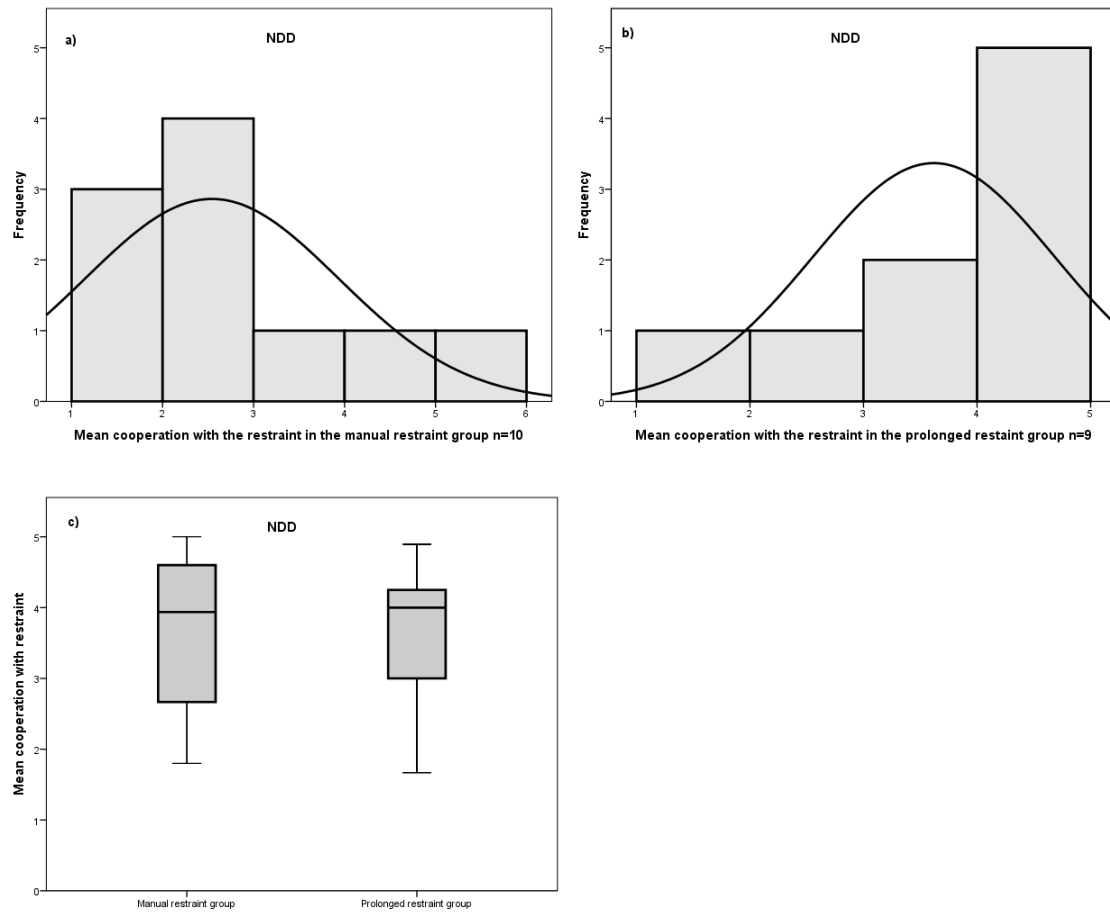 a)
NDD
5
4
3
2
1
0
Frequency
1 2 3 4 5 6
Mean cooperation with the restraint in the manual restraint group n=10
b)
NDD
5
4
3
2
1
0
Frequency
1 2 3 4 5
Mean cooperation with the restraint in the prolonged restaint group n=9
c)
NDD
5
4
3
2
1
0
Mean cooperation with restraint
Manual restraint group Prolonged restraint group